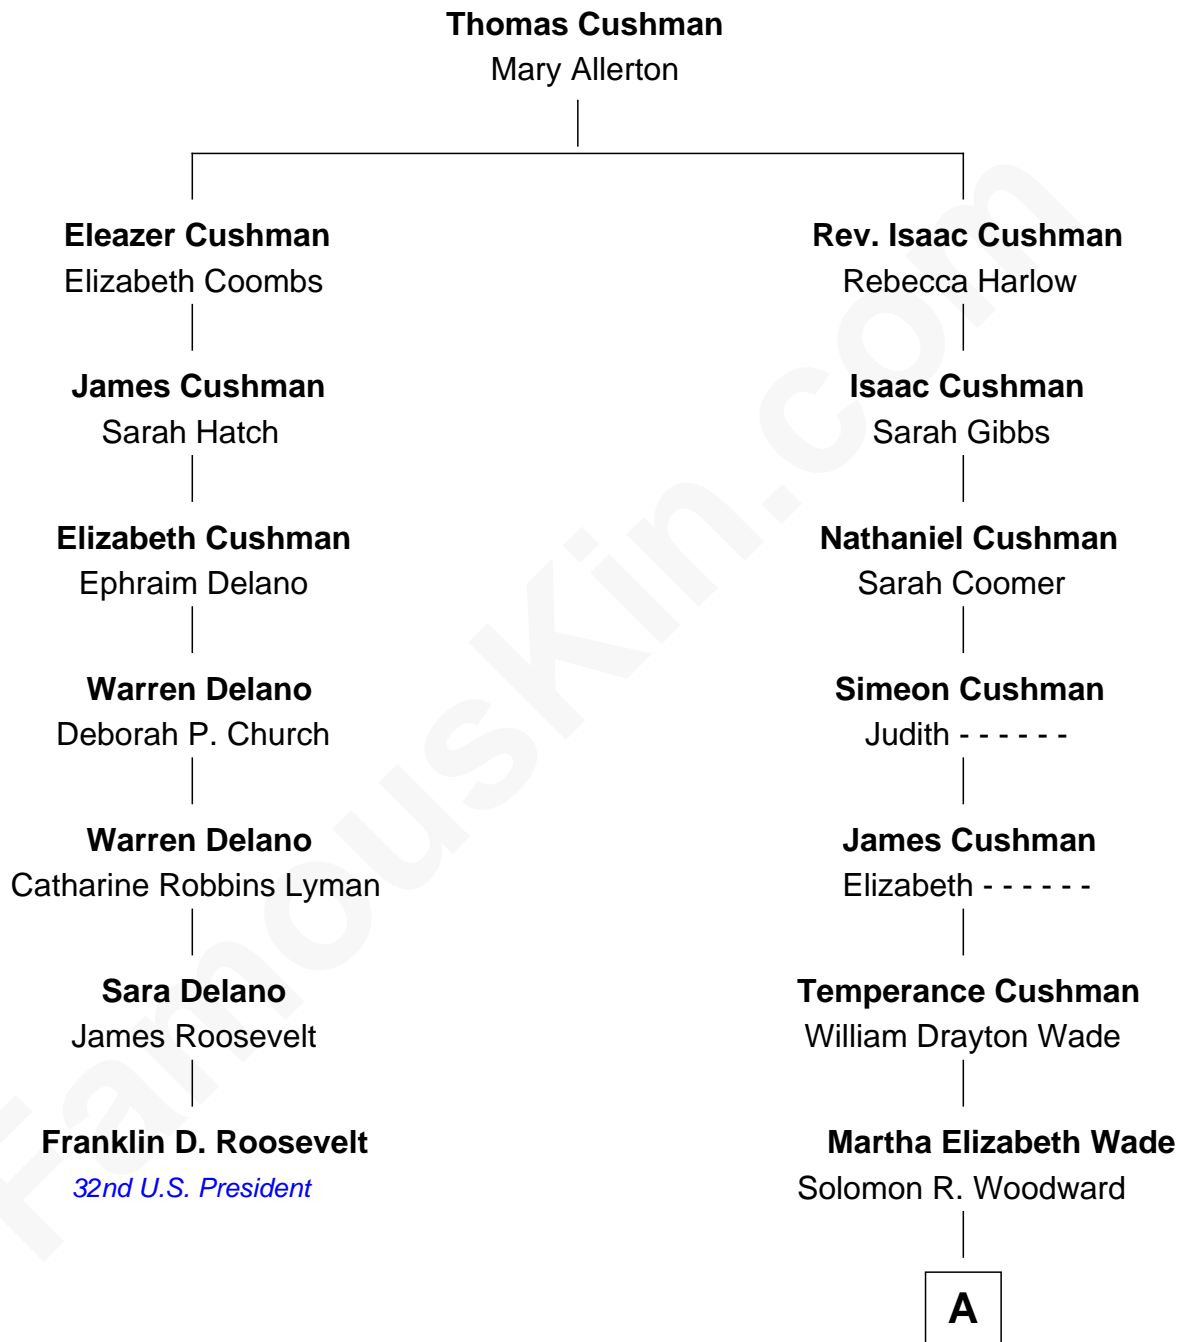 Thomas Cushman
Mary Allerton
Eleazer Cushman
Elizabeth Coombs
Rev. Isaac Cushman
Rebecca Harlow
James Cushman
Sarah Hatch
Isaac Cushman
Sarah Gibbs
Elizabeth Cushman
Ephraim Delano
Nathaniel Cushman
Sarah Coomer
Warren Delano
Deborah P. Church
Simeon Cushman
Judith - - - - - -
Warren Delano
Catharine Robbins Lyman
James Cushman
Elizabeth - - - - - -
Sara Delano
James Roosevelt
Temperance Cushman
William Drayton Wade
Franklin D. Roosevelt
32nd U.S. President
Martha Elizabeth Wade
Solomon R. Woodward
A
FamousKin.com